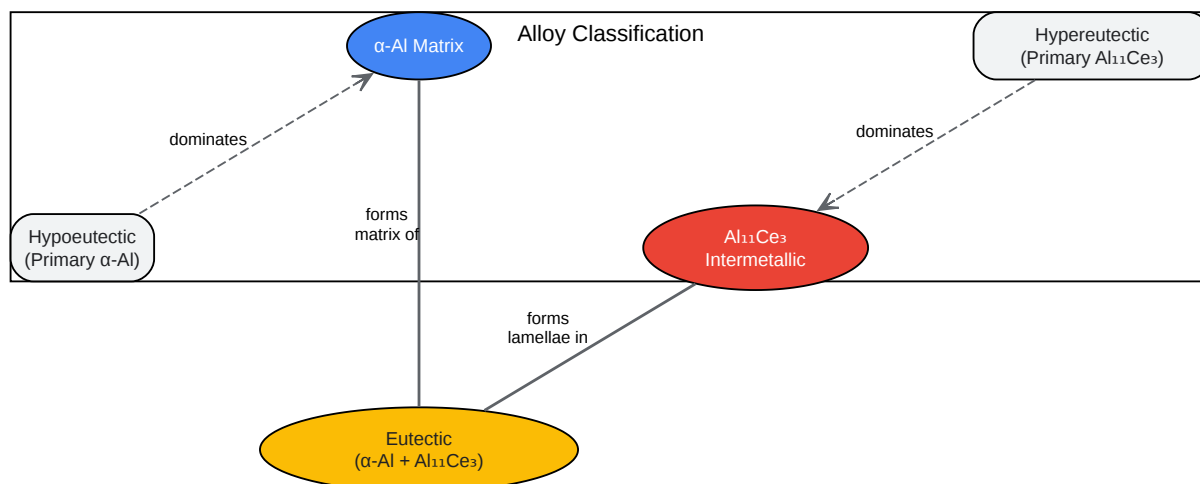 Alloy Classification
α-Al Matrix
Hypereutectic
(Primary Al₁₁Ce₃)
dominates
dominates
Hypoeutectic
(Primary α-Al)
forms
matrix of
Al₁₁Ce₃
Intermetallic
forms
lamellae in
Eutectic
(α-Al + Al₁₁Ce₃)